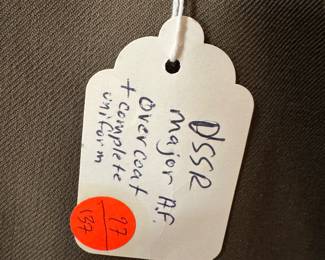 USSR
major A.F.
overcoat
+ complete
uniform
97
137